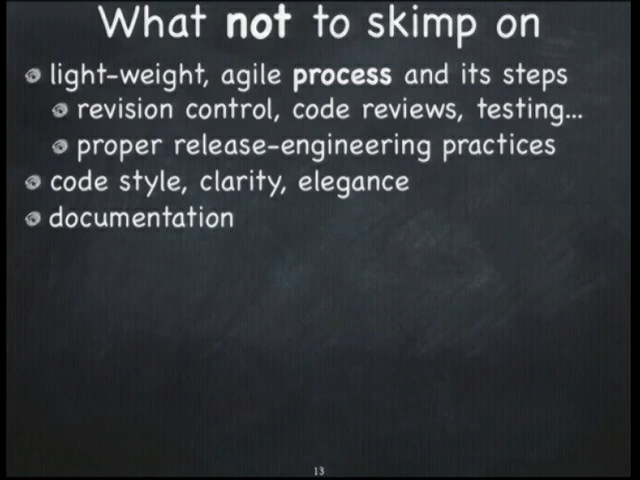 What not to skimp on
light-weight, agile process and its steps
revision control, code reviews, testing...
proper release-engineering practices
code style, clarity, elegance
documentation
13